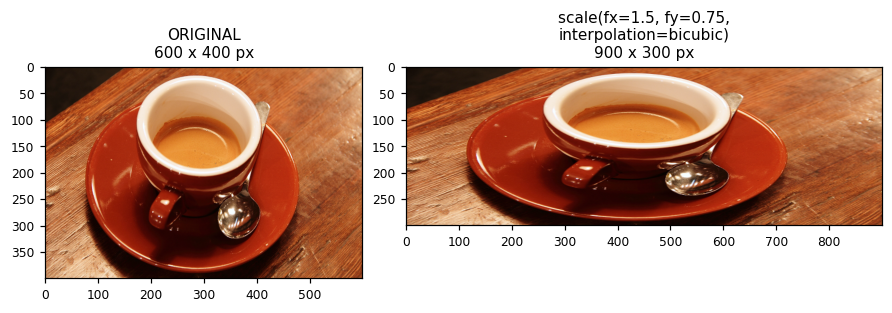 ORIGINAL
600 x 400 px
0
50
100
150
200
250
300
350
0 100 200 300 400 500
scale(fx=1.5, fy=0.75,
interpolation=bicubic)
900 x 300 px
0
50
100
150
200
250
0 100 200 300 400 500 600 700 800